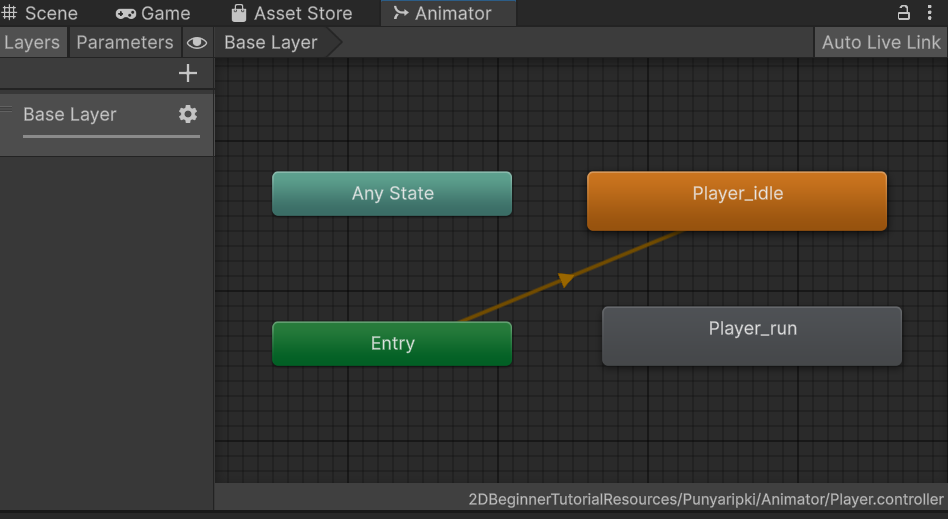 Scene Game Asset Store Animator
Layers Parameters Base Layer Auto Live Link
Base Layer
Any State Player_idle
Entry Player_run
2DBeginnerTutorialResources/Punyaripki/Animator/Player.controller